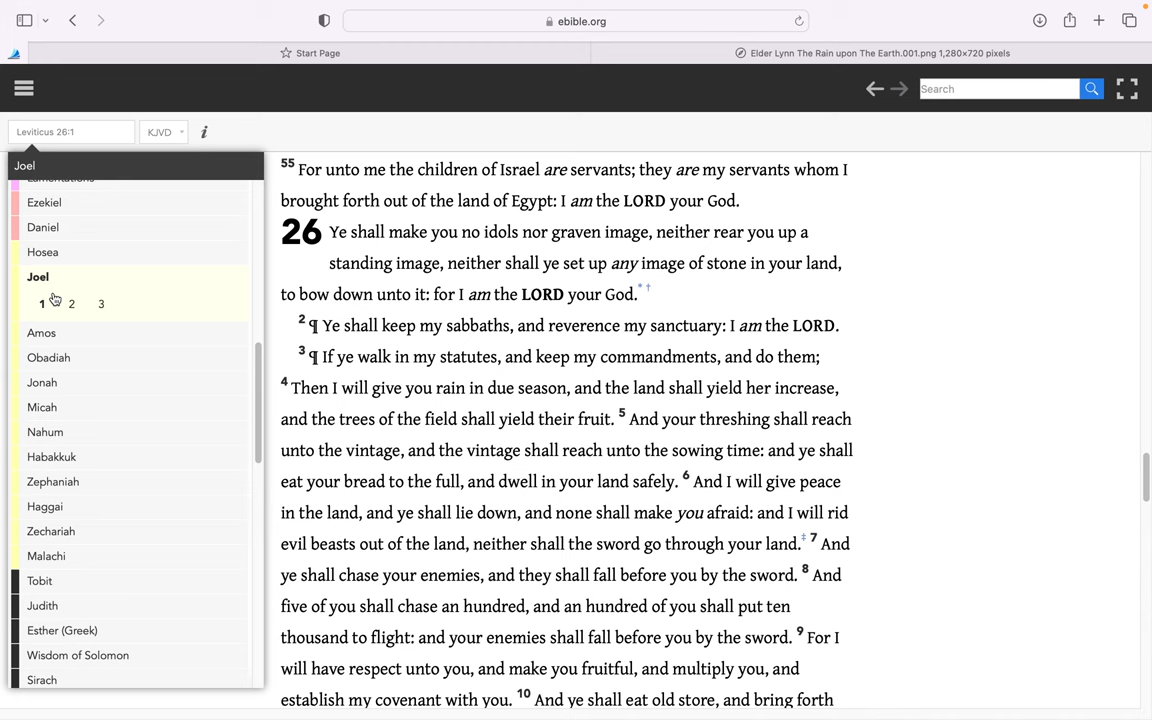 ebible.org
Start Page
Elder Lynn The Rain upon The Earth.001.png 1,280×720 pixels
Search
Leviticus 26:1
KJVD
i
Joel
Lamentations
Ezekiel
Daniel
Hosea
Joel
1 2 3
Amos
Obadiah
Jonah
Micah
Nahum
Habakkuk
Zephaniah
Haggai
Zechariah
Malachi
Tobit
Judith
Esther (Greek)
Wisdom of Solomon
Sirach
55 For unto me the children of Israel are servants; they are my servants whom I
brought forth out of the land of Egypt: I am the LORD your God.
26 Ye shall make you no idols nor graven image, neither rear you up a
standing image, neither shall ye set up any image of stone in your land,
to bow down unto it: for I am the LORD your God.* †
2 ¶ Ye shall keep my sabbaths, and reverence my sanctuary: I am the LORD.
3 ¶ If ye walk in my statutes, and keep my commandments, and do them;
4 Then I will give you rain in due season, and the land shall yield her increase,
and the trees of the field shall yield their fruit. 5 And your threshing shall reach
unto the vintage, and the vintage shall reach unto the sowing time: and ye shall
eat your bread to the full, and dwell in your land safely. 6 And I will give peace
in the land, and ye shall lie down, and none shall make you afraid: and I will rid
evil beasts out of the land, neither shall the sword go through your land.‡ 7 And
ye shall chase your enemies, and they shall fall before you by the sword. 8 And
five of you shall chase an hundred, and an hundred of you shall put ten
thousand to flight: and your enemies shall fall before you by the sword. 9 For I
will have respect unto you, and make you fruitful, and multiply you, and
establish my covenant with you. 10 And ye shall eat old store, and bring forth